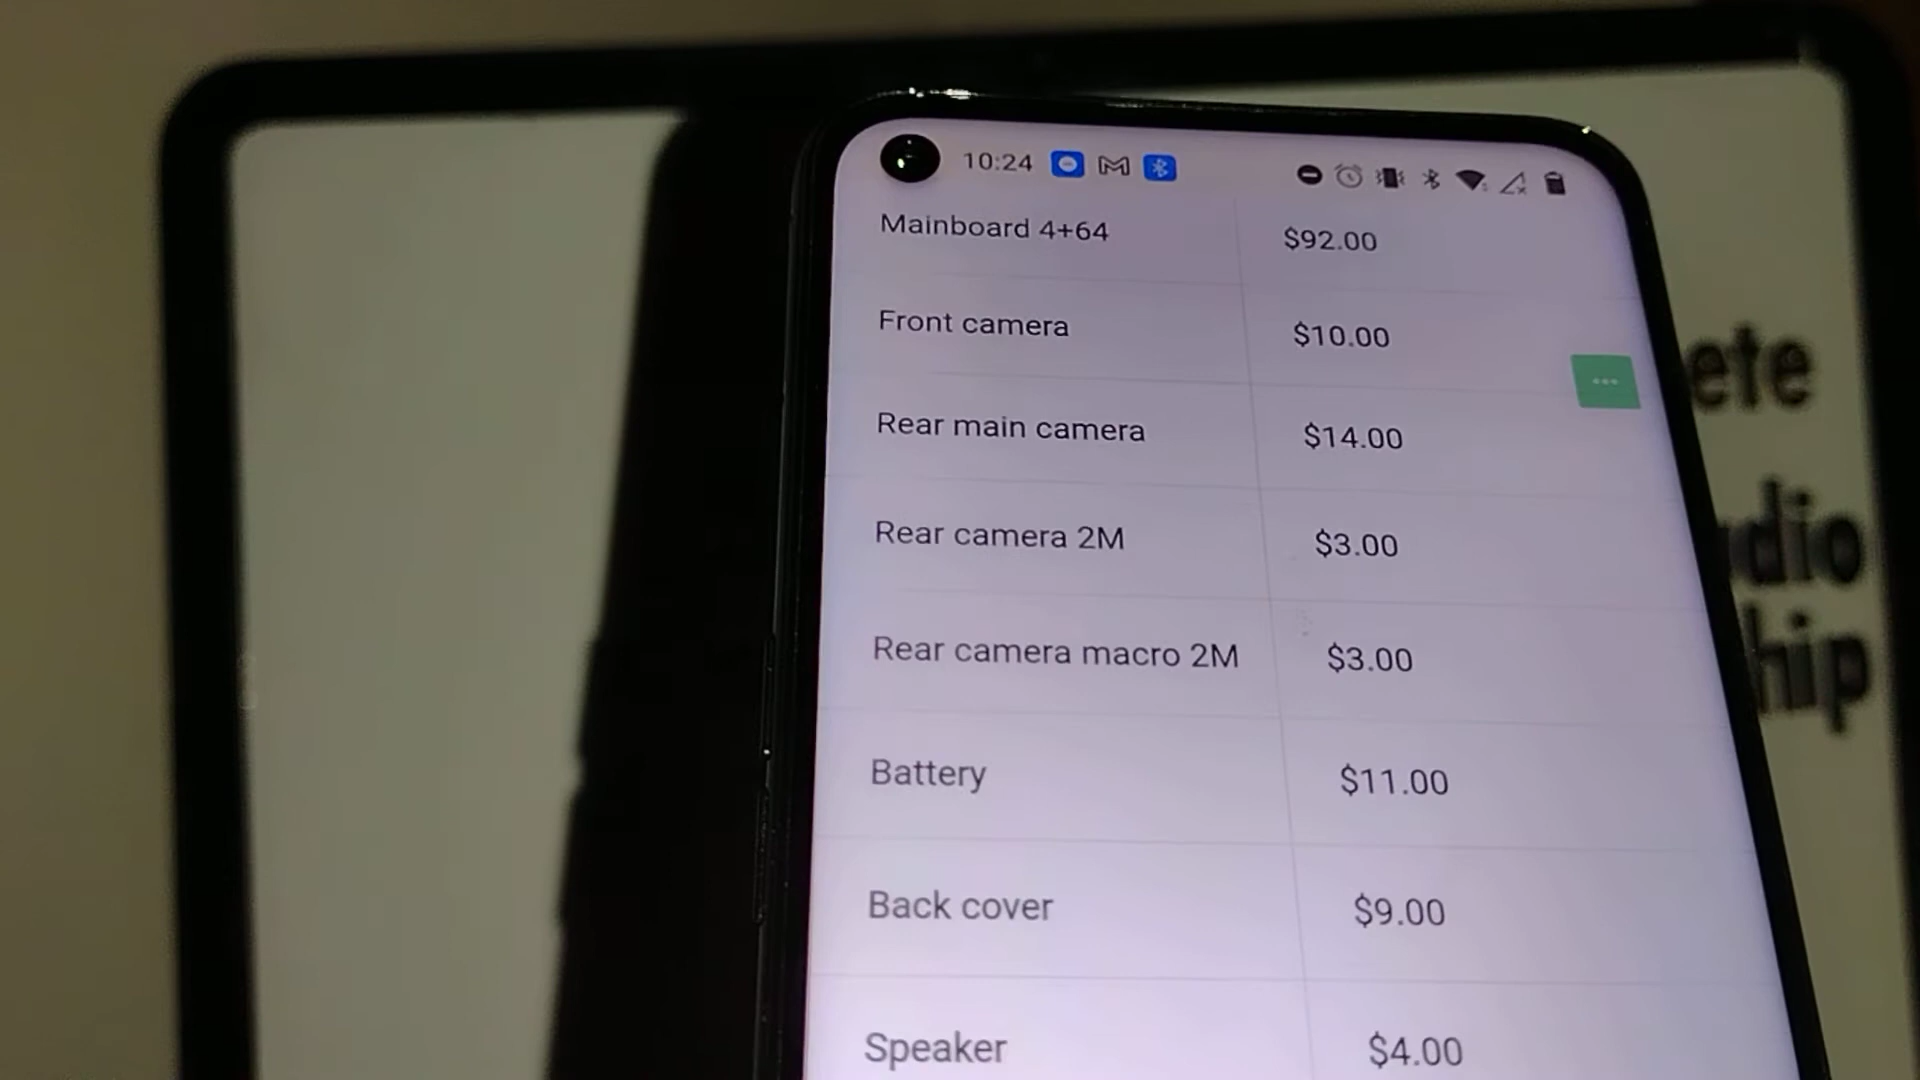 10:24
Mainboard 4+64 $92.00
Front camera $10.00
Rear main camera $14.00
Rear camera 2M $3.00
Rear camera macro 2M $3.00
Battery $11.00
Back cover $9.00
Speaker $4.00
ete
dio
hip